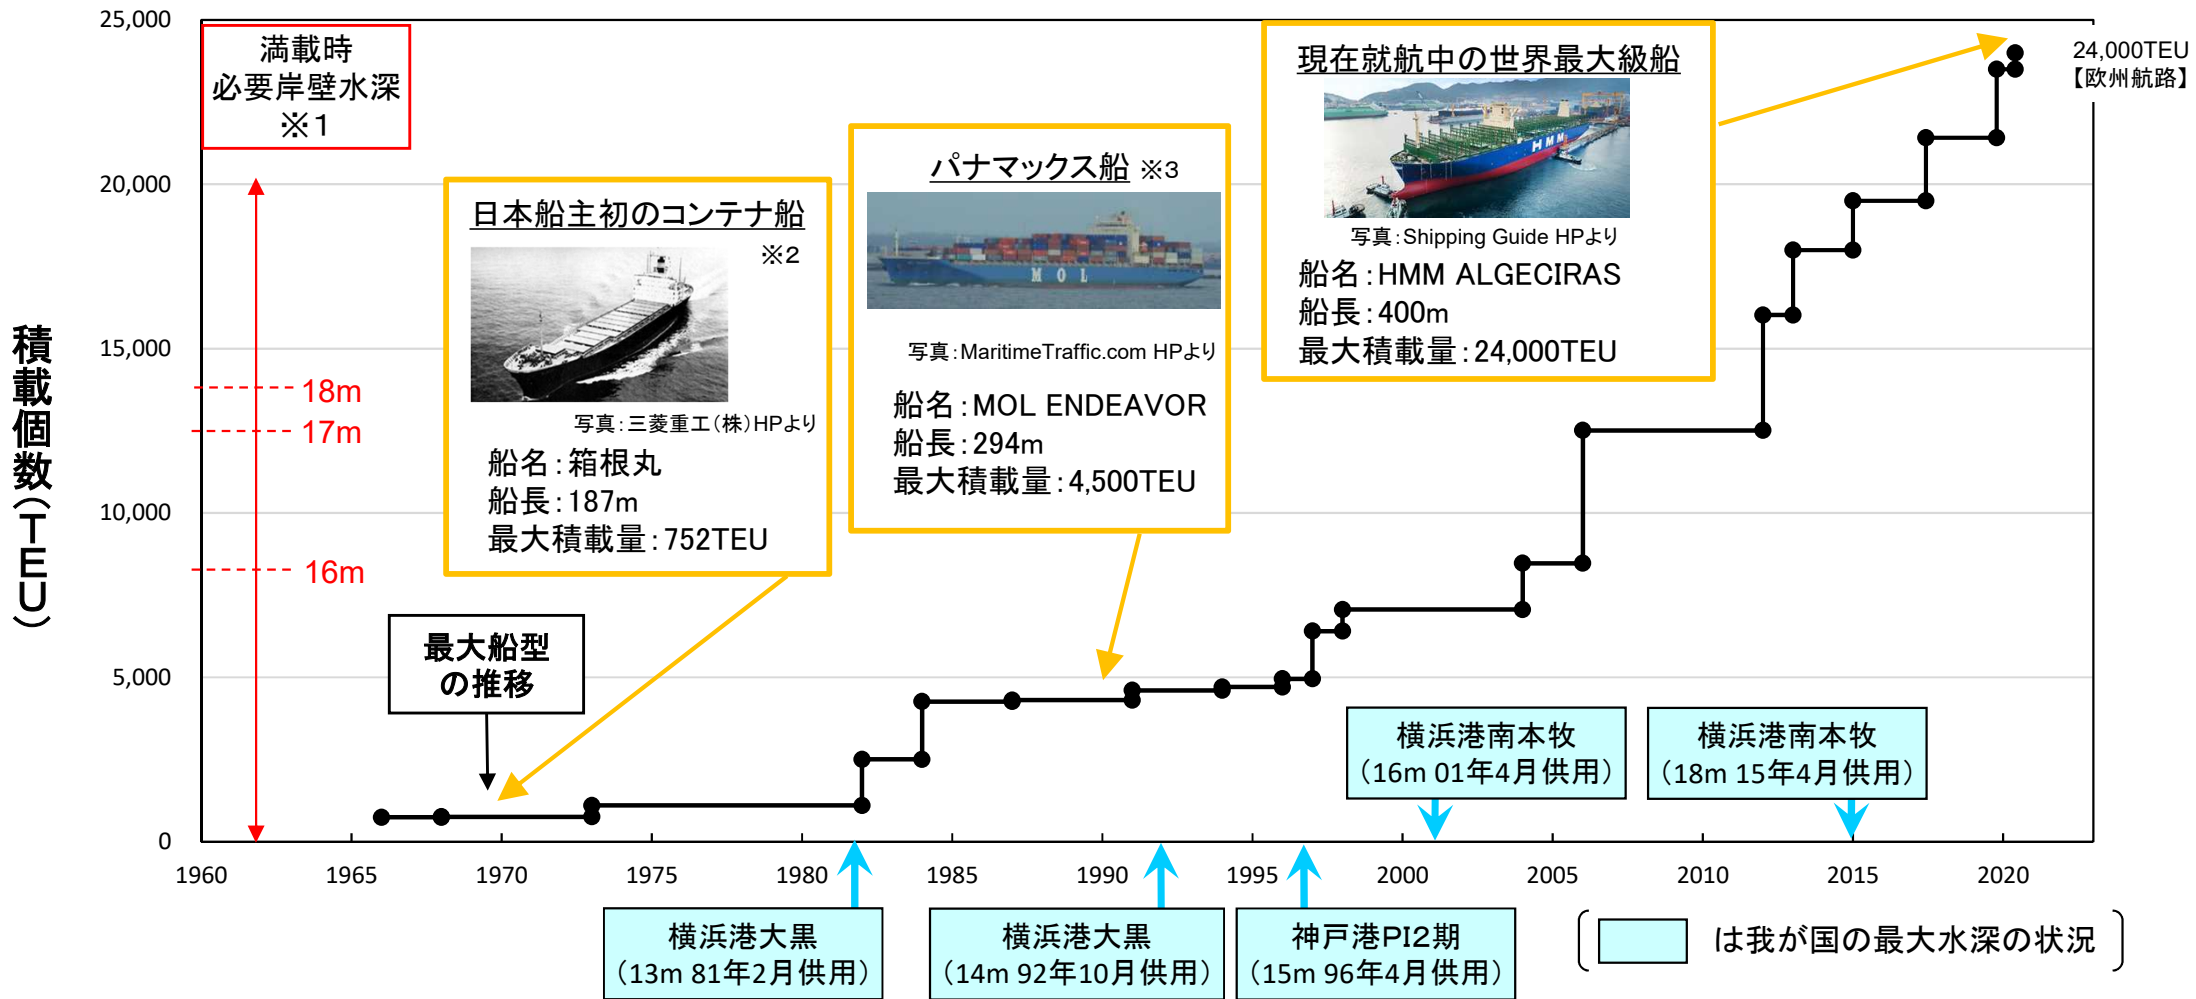 25,000
20,000
15,000
10,000
5,000
0
積載個数(TEU)
満載時
必要岸壁水深
※1
18m
17m
16m
日本船主初のコンテナ船
※2
写真:三菱重工(株)HPより
船名:箱根丸
船長:187m
最大積載量:752TEU
パナマックス船 ※3
MOL
写真:MaritimeTraffic.com HPより
船名:MOL ENDEAVOR
船長:294m
最大積載量:4,500TEU
現在就航中の世界最大級船
HMM
写真:Shipping Guide HPより
船名:HMM ALGECIRAS
船長:400m
最大積載量:24,000TEU
24,000TEU
【欧州航路】
最大船型
の推移
横浜港南本牧
(16m 01年4月供用)
横浜港南本牧
(18m 15年4月供用)
1960 1965 1970 1975 1980 1985 1990 1995 2000 2005 2010 2015 2020
横浜港大黒
(13m 81年2月供用)
横浜港大黒
(14m 92年10月供用)
神戸港PI2期
(15m 96年4月供用)
は我が国の最大水深の状況